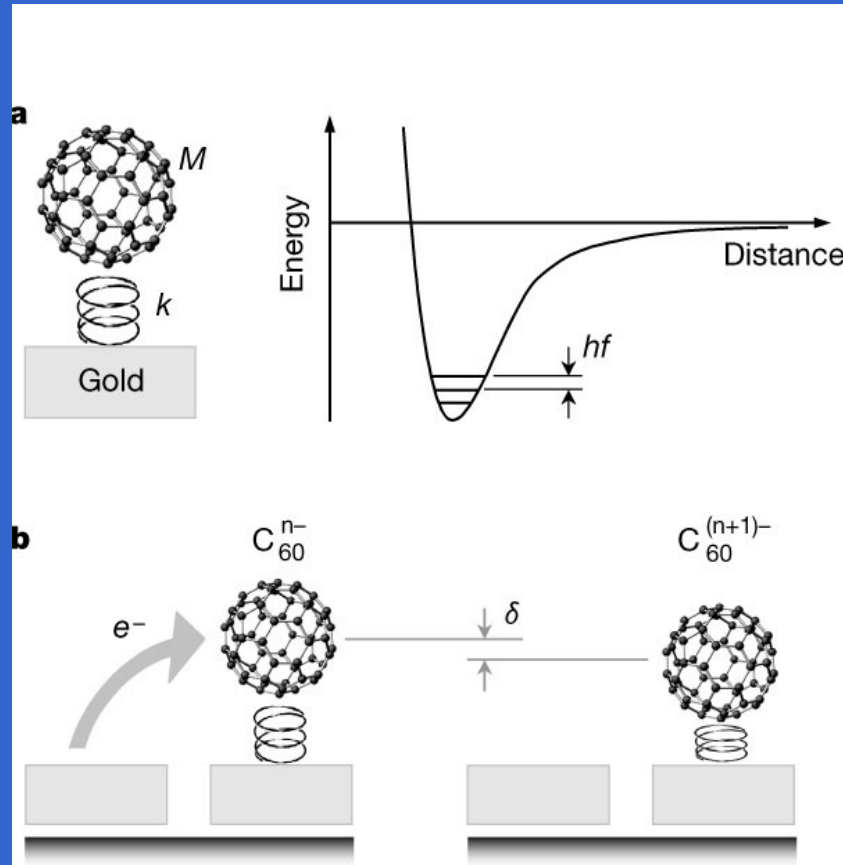 a
M
k
Gold
Energy
Distance
hf
b
C₆₀ⁿ⁻
C₆₀⁽ⁿ⁺¹⁾⁻
e⁻
δ